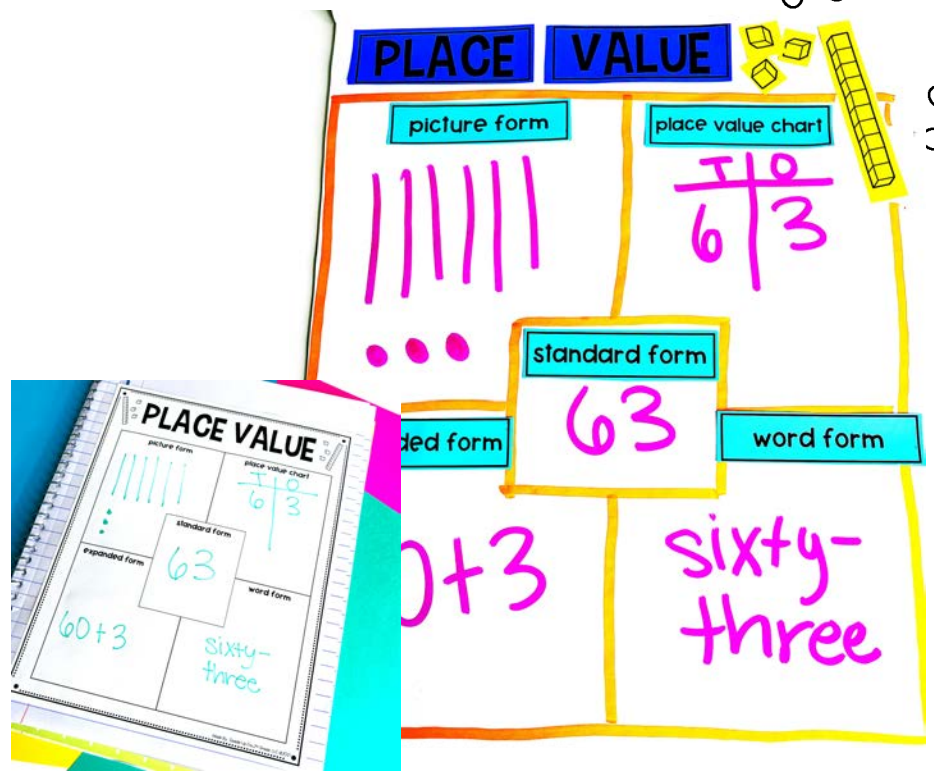 PLACE VALUE
picture form
place value chart
T O
6 3
standard form
63
ded form
word form
0+3
sixty-
three
PLACE VALUE
picture form
place value chart
T O
6 3
standard form
63
expanded form
word form
60+3
sixty-
three